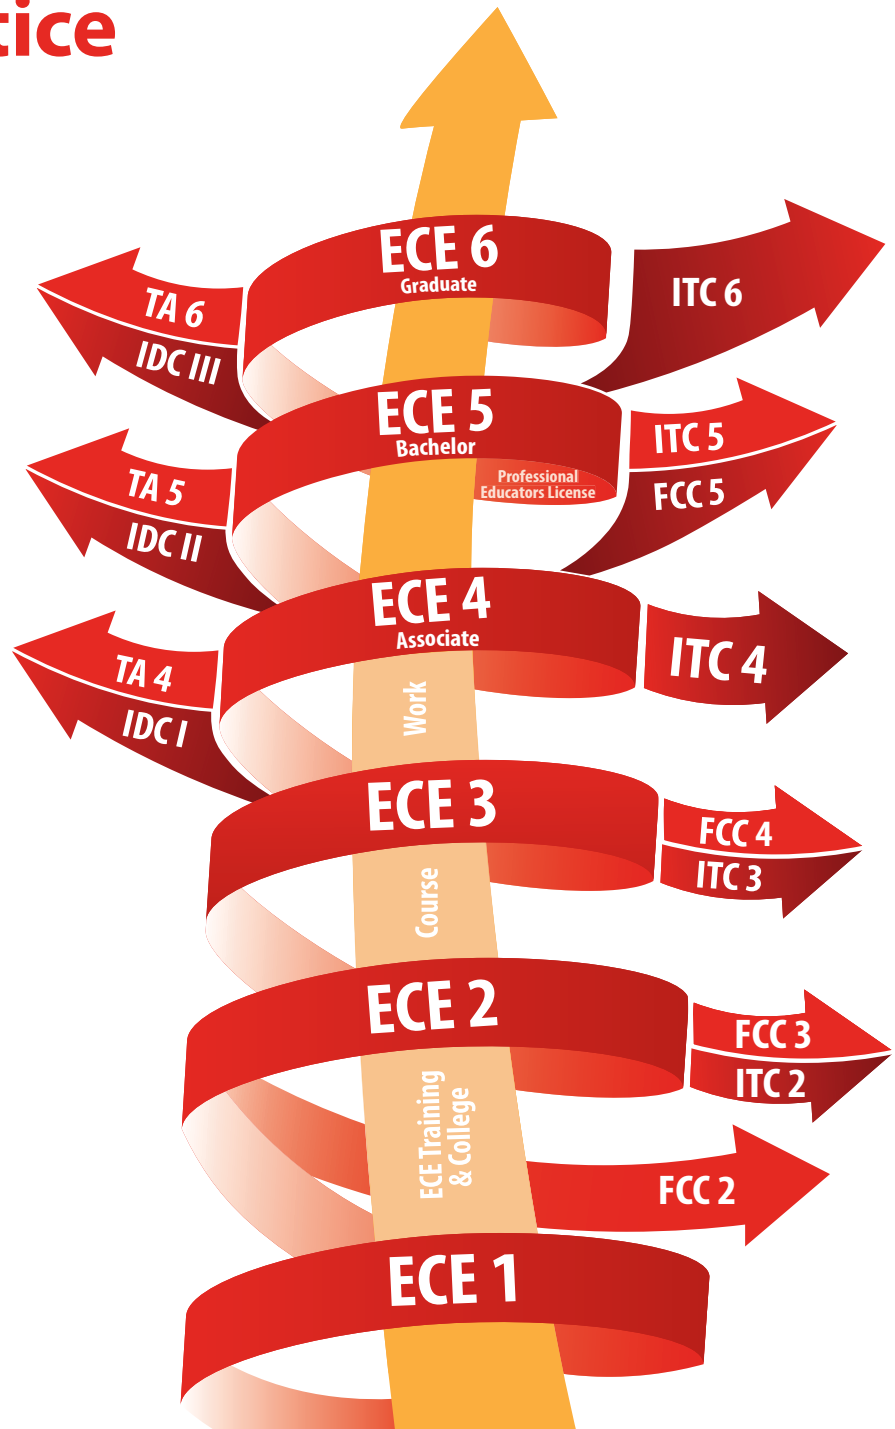 tice
ECE 6
Graduate
TA 6
IDC III
ITC 6
ECE 5
Bachelor
Professional
Educators License
TA 5
IDC II
ITC 5
FCC 5
ECE 4
Associate
TA 4
IDC I
ITC 4
Work
ECE 3
FCC 4
ITC 3
Course
ECE 2
FCC 3
ITC 2
ECE Training
& College
FCC 2
ECE 1